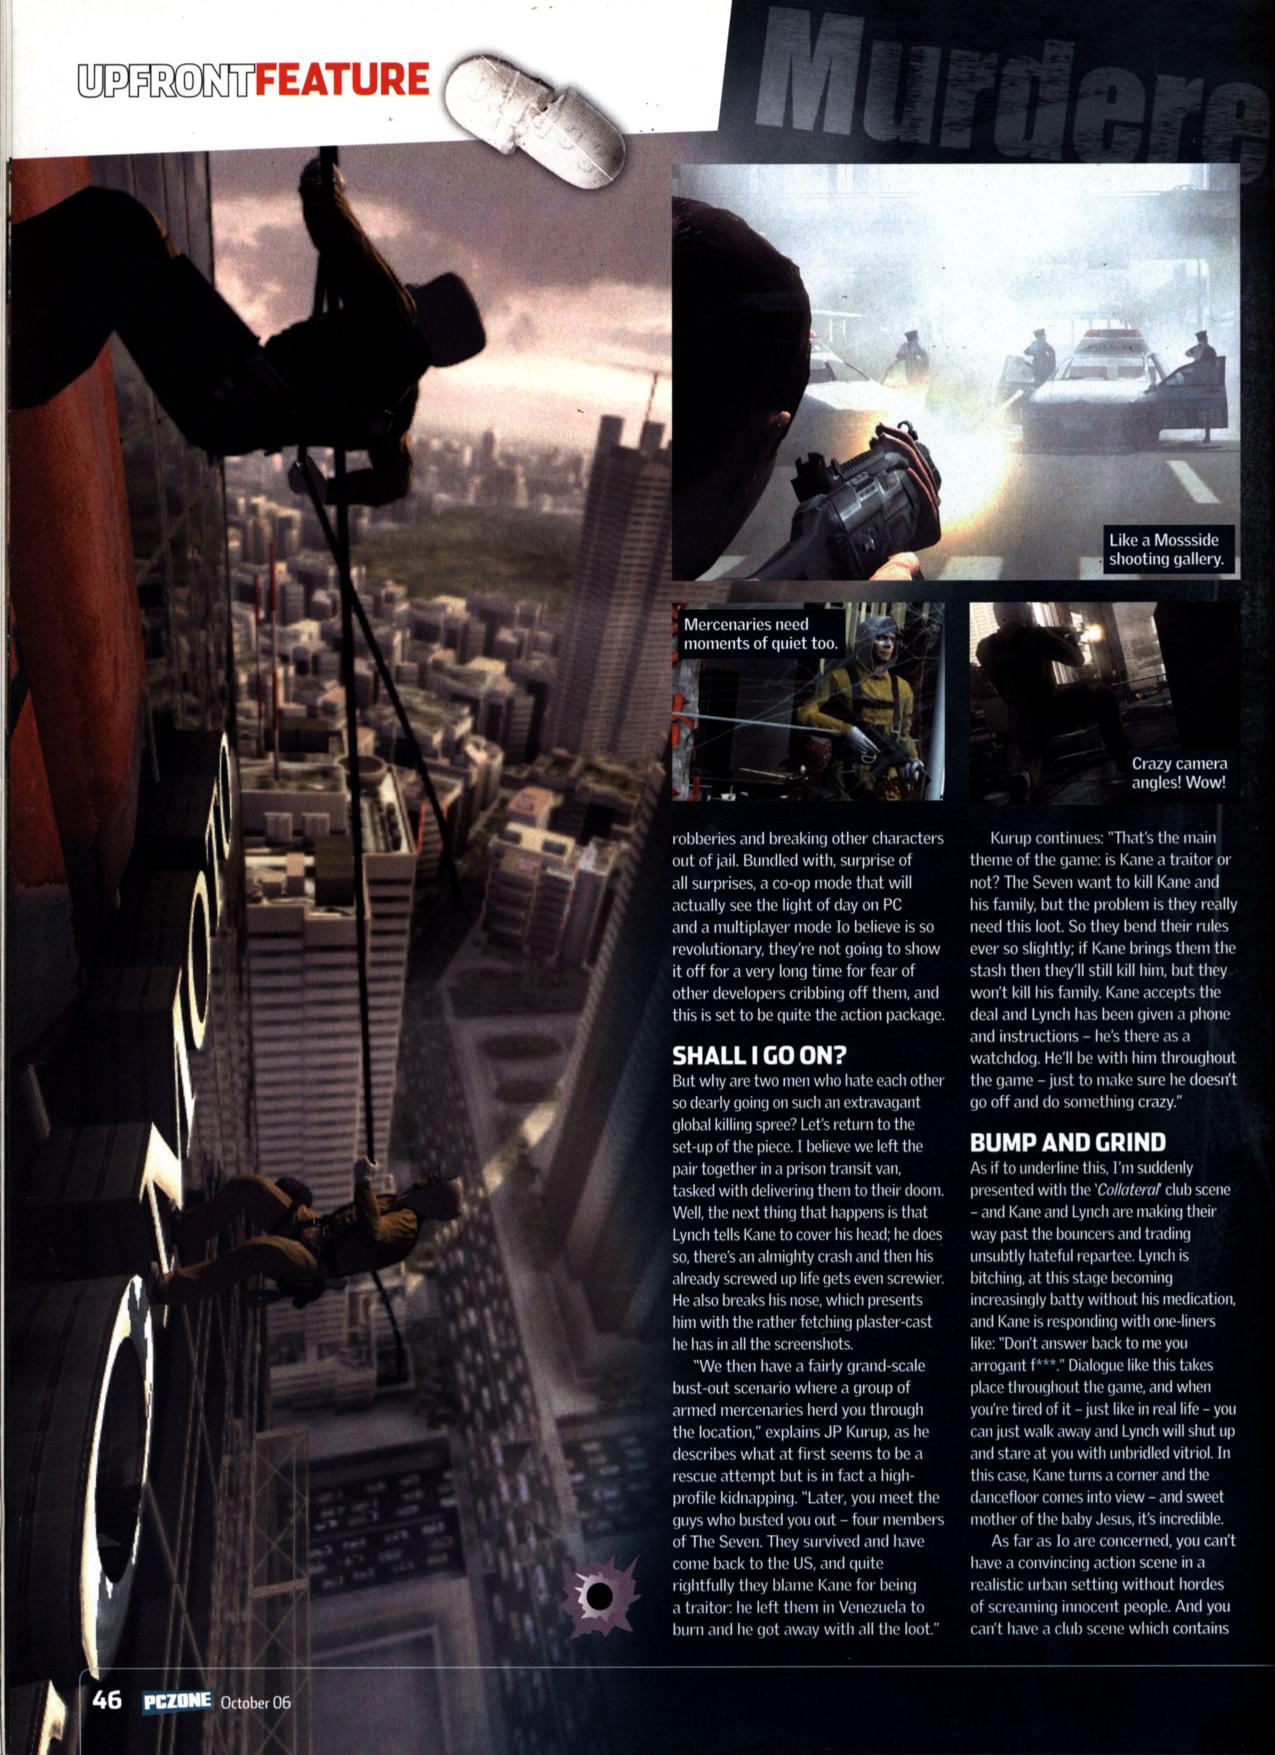 UPFRONTFEATURE
Murdere
Like a Mossside
shooting gallery.
Mercenaries need
moments of quiet too.
Crazy camera
angles! Wow!
robberies and breaking other characters
out of jail. Bundled with, surprise of
all surprises, a co-op mode that will
actually see the light of day on PC
and a multiplayer mode Io believe is so
revolutionary, they're not going to show
it off for a very long time for fear of
other developers cribbing off them, and
this is set to be quite the action package.
SHALL I GO ON?
But why are two men who hate each other
so dearly going on such an extravagant
global killing spree? Let's return to the
set-up of the piece. I believe we left the
pair together in a prison transit van,
tasked with delivering them to their doom.
Well, the next thing that happens is that
Lynch tells Kane to cover his head; he does
so, there's an almighty crash and then his
already screwed up life gets even screwier.
He also breaks his nose, which presents
him with the rather fetching plaster-cast
he has in all the screenshots.
"We then have a fairly grand-scale
bust-out scenario where a group of
armed mercenaries herd you through
the location," explains JP Kurup, as he
describes what at first seems to be a
rescue attempt but is in fact a high-
profile kidnapping. "Later, you meet the
guys who busted you out – four members
of The Seven. They survived and have
come back to the US, and quite
rightfully they blame Kane for being
a traitor: he left them in Venezuela to
burn and he got away with all the loot."
Kurup continues: "That's the main
theme of the game: is Kane a traitor or
not? The Seven want to kill Kane and
his family, but the problem is they really
need this loot. So they bend their rules
ever so slightly; if Kane brings them the
stash then they'll still kill him, but they
won't kill his family. Kane accepts the
deal and Lynch has been given a phone
and instructions – he's there as a
watchdog. He'll be with him throughout
the game – just to make sure he doesn't
go off and do something crazy."
BUMP AND GRIND
As if to underline this, I'm suddenly
presented with the 'Collateral' club scene
– and Kane and Lynch are making their
way past the bouncers and trading
unsubtly hateful repartee. Lynch is
bitching, at this stage becoming
increasingly batty without his medication,
and Kane is responding with one-liners
like: "Don't answer back to me you
arrogant f***." Dialogue like this takes
place throughout the game, and when
you're tired of it – just like in real life – you
can just walk away and Lynch will shut up
and stare at you with unbridled vitriol. In
this case, Kane turns a corner and the
dancefloor comes into view – and sweet
mother of the baby Jesus, it's incredible.
As far as Io are concerned, you can't
have a convincing action scene in a
realistic urban setting without hordes
of screaming innocent people. And you
can't have a club scene which contains
46 PCZONE October 06